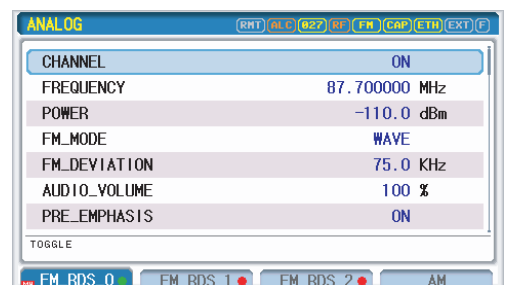 ANALOG RMT ALC 027 RF FM CAP ETH EXT F
CHANNEL ON
FREQUENCY 87.700000 MHz
POWER -110.0 dBm
FM_MODE WAVE
FM_DEVIATION 75.0 KHz
AUDIO_VOLUME 100 %
PRE_EMPHASIS ON
TOGGLE
FM RDS 0 FM RDS 1 FM RDS 2 AM